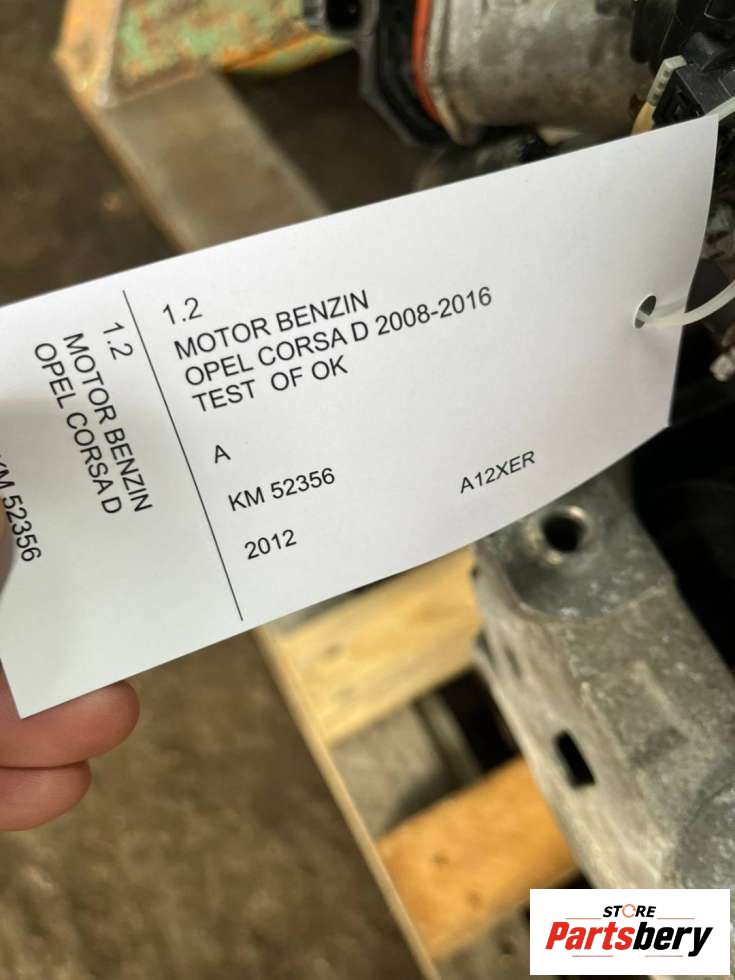 1.2
MOTOR BENZIN
OPEL CORSA D 2008-2016
TEST OF OK
A
KM 52356
A12XER
2012
1.2
MOTOR BENZIN
OPEL CORSA D
KM 52356
STORE
Partsbery